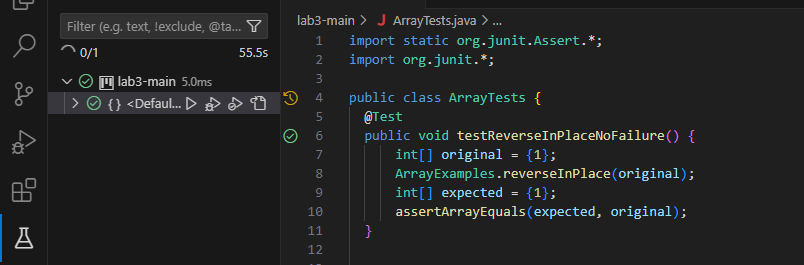 lab3-main > J ArrayTests.java > ...
Filter (e.g. text, !exclude, @ta...
0/1 55.5s
lab3-main 5.0ms
{ } <Defaul...
1 import static org.junit.Assert.*;
2 import org.junit.*;
3
4 public class ArrayTests {
5 @Test
6 public void testReverseInPlaceNoFailure() {
7 int[] original = {1};
8 ArrayExamples.reverseInPlace(original);
9 int[] expected = {1};
10 assertArrayEquals(expected, original);
11 }
12